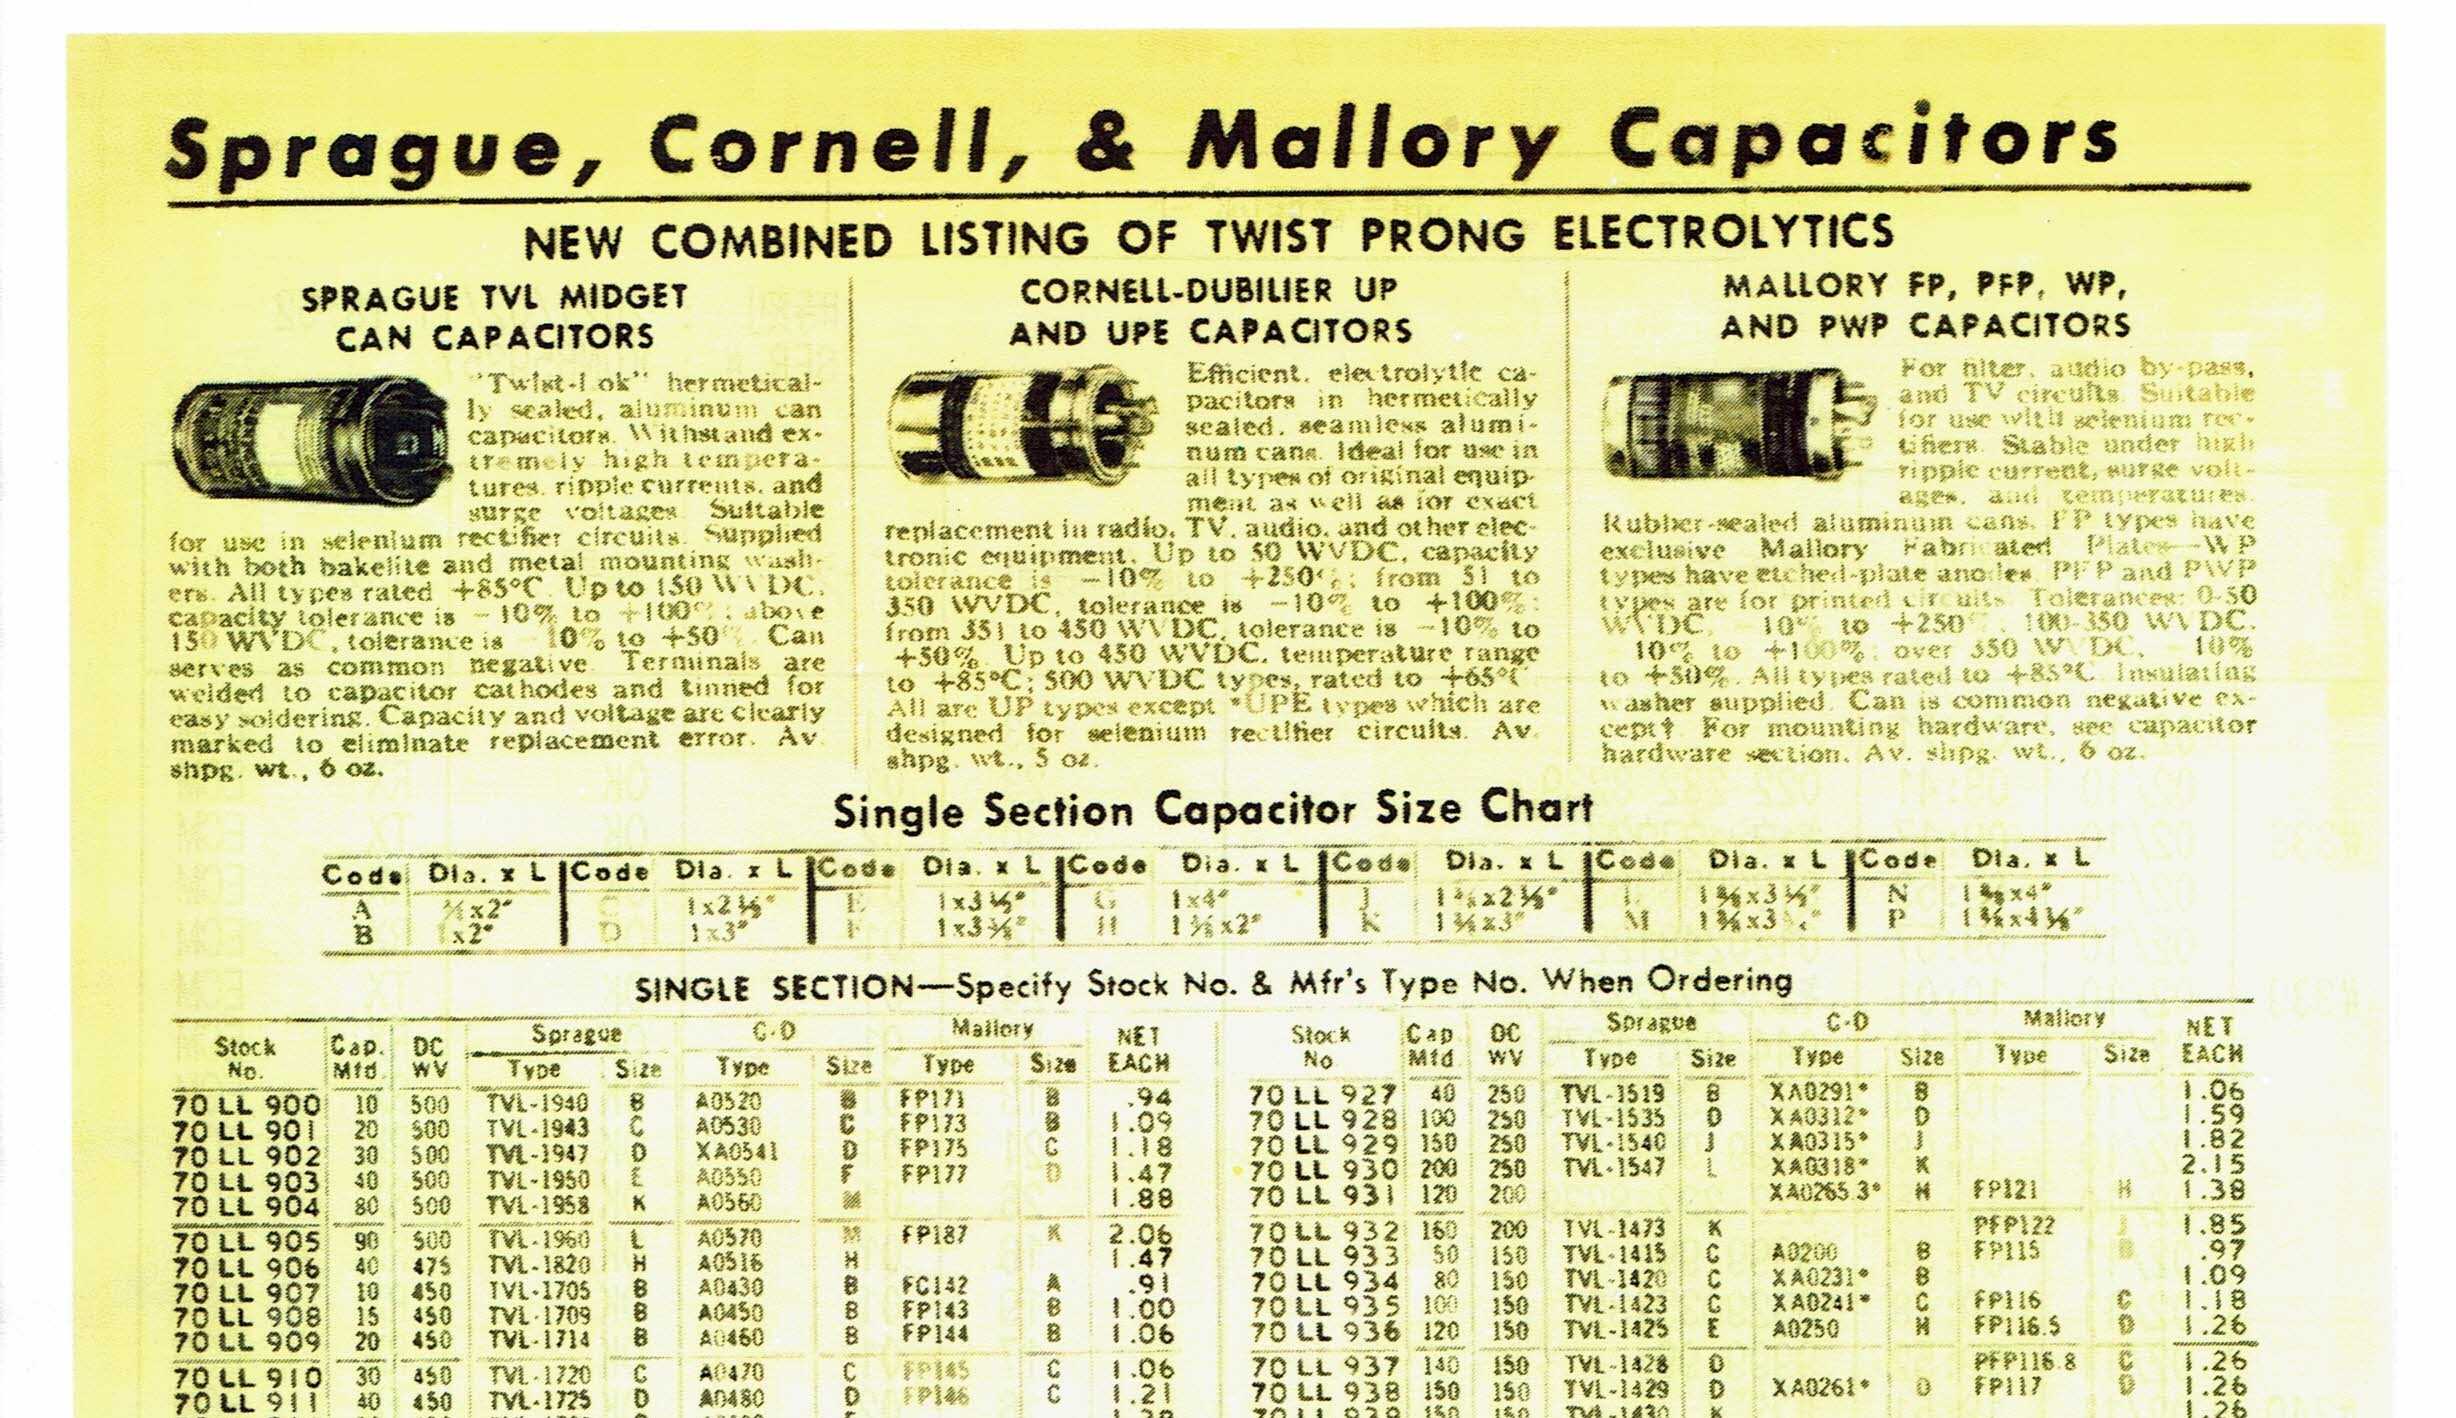 Sprague, Cornell, & Mallory Capacitors
NEW COMBINED LISTING OF TWIST PRONG ELECTROLYTICS
SPRAGUE TVL MIDGET
CAN CAPACITORS
"Twist-Lok" hermetical-
ly sealed, aluminum can
capacitors. Withstand ex-
tremely high tempera-
tures, ripple currents, and
surge voltages. Suitable
for use in selenium rectifier circuits. Supplied
with both bakelite and metal mounting wash-
ers. All types rated +85°C. Up to 150 WVDC,
capacity tolerance is -10% to +100%; above
150 WVDC, tolerance is 10% to +50%. Can
serves as common negative. Terminals are
welded to capacitor cathodes and tinned for
easy soldering. Capacity and voltage are clearly
marked to eliminate replacement error. Av.
shpg. wt., 6 oz.
CORNELL-DUBILIER UP
AND UPE CAPACITORS
Efficient, electrolytic ca-
pacitors in hermetically
sealed, seamless alumi-
num cans. Ideal for use in
all types of original equip-
ment as well as for exact
replacement in radio, TV, audio, and other elec-
tronic equipment. Up to 50 WVDC, capacity
tolerance is -10% to +250%; from 51 to
350 WVDC, tolerance is -10% to +100%;
from 351 to 450 WVDC, tolerance is -10% to
+50%. Up to 450 WVDC, temperature range
to +85°C; 500 WVDC types, rated to +65°C.
All are UP types except *UPE types which are
designed for selenium rectifier circuits. Av.
shpg. wt., 5 oz.
MALLORY FP, PFP, WP,
AND PWP CAPACITORS
For filter, audio by-pass,
and TV circuits. Suitable
for use with selenium rec-
tifiers. Stable under high
ripple current, surge volt-
ages, and temperatures.
Rubber-sealed aluminum cans. FP types have
exclusive Mallory Fabricated Plates—WP
types have etched-plate anodes. PFP and PWP
types are for printed circuits. Tolerances: 0-50
WVDC, 10% to +250%, 100-350 WVDC,
10% to +100%; over 350 WVDC, 10%
to +50%. All types rated to +85°C. Insulating
washer supplied. Can is common negative ex-
cept† For mounting hardware, see capacitor
hardware section. Av. shpg. wt., 6 oz.
Single Section Capacitor Size Chart
Code Dia. x L Code Dia. x L Code Dia. x L Code Dia. x L Code Dia. x L Code Dia. x L Code Dia. x L
A C 1x2½" E G 1x4" J L N
B 1x2" D 1x3" F H K M P
SINGLE SECTION—Specify Stock No. & Mfr's Type No. When Ordering
Stock No. Cap. Mfd. DC WV Sprague Type Size C-D Type Size Mallory Type Size NET EACH
70 LL 900 10 500 TVL-1940 B A0520 B FP171 B .94
70 LL 901 20 500 TVL-1943 C A0530 C FP173 B 1.09
70 LL 902 30 500 TVL-1947 D XA0541 D FP175 C 1.18
70 LL 903 40 500 TVL-1950 E A0550 F FP177 D 1.47
70 LL 904 80 500 TVL-1958 K A0560 M 1.88
70 LL 905 90 500 TVL-1960 L A0570 M FP187 K 2.06
70 LL 906 40 475 TVL-1820 H A0516 H 1.47
70 LL 907 10 450 TVL-1705 B A0430 B FC142 A .91
70 LL 908 15 450 TVL-1709 B A0450 B FP143 B 1.00
70 LL 909 20 450 TVL-1714 B A0460 B FP144 B 1.06
70 LL 910 30 450 TVL-1720 C A0470 C FP145 C 1.06
70 LL 911 40 450 TVL-1725 D A0480 D FP146 C 1.21
Stock No Cap Mfd DC WV Sprague Type Size C-D Type Size Mallory Type Size NET EACH
70 LL 927 40 250 TVL-1519 B XA0291* B 1.06
70 LL 928 100 250 TVL-1535 D XA0312* D 1.59
70 LL 929 150 250 TVL-1540 J XA0315* J 1.82
70 LL 930 200 250 TVL-1547 L XA0318* K 2.15
70 LL 931 120 200 XA0265.3* H FP121 H 1.38
70 LL 932 160 200 TVL-1473 K PFP122 J 1.85
70 LL 933 50 150 TVL-1415 C A0200 B FP115 B .97
70 LL 934 80 150 TVL-1420 C XA0231* B 1.09
70 LL 935 100 150 TVL-1423 C XA0241* C FP116 C 1.18
70 LL 936 120 150 TVL-1425 E A0250 H FP116.5 D 1.26
70 LL 937 140 150 TVL-1428 D PFP116.8 C 1.26
70 LL 938 150 150 TVL-1429 D XA0261* D FP117 D 1.26
70 LL 939 150 150 TVL-1430 K 1.26